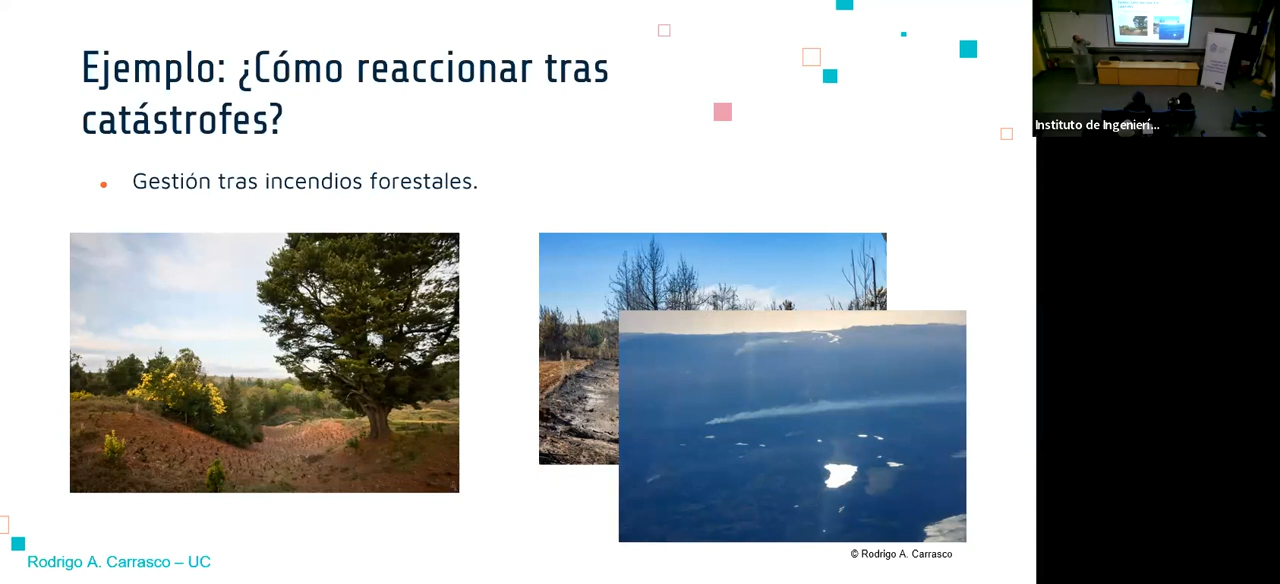 Ejemplo: ¿Cómo reaccionar tras
catástrofes?
Gestión tras incendios forestales.
Instituto de Ingenierí...
© Rodrigo A. Carrasco
Rodrigo A. Carrasco – UC